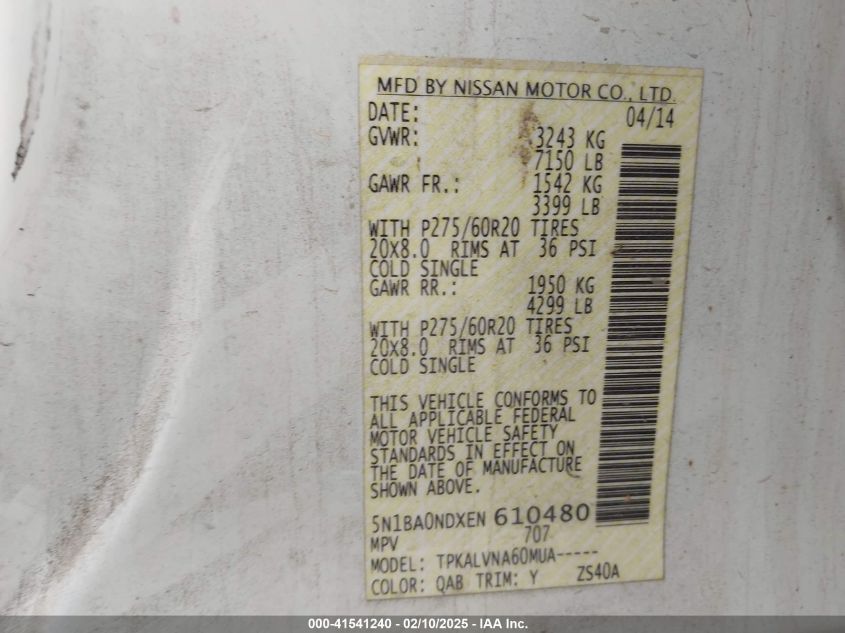 MFD BY NISSAN MOTOR CO., LTD.
DATE: 04/14
GVWR: 3243 KG
7150 LB
GAWR FR.: 1542 KG
3399 LB
WITH P275/60R20 TIRES
20X8.0 RIMS AT 36 PSI
COLD SINGLE
GAWR RR.: 1950 KG
4299 LB
WITH P275/60R20 TIRES
20X8.0 RIMS AT 36 PSI
COLD SINGLE
THIS VEHICLE CONFORMS TO
ALL APPLICABLE FEDERAL
MOTOR VEHICLE SAFETY
STANDARDS IN EFFECT ON
THE DATE OF MANUFACTURE
SHOWN ABOVE.
5N1BA0NDXEN 610480
MPV 707
MODEL: TPKALVNA60MUA-----
COLOR: QAB TRIM: Y ZS40A
000-41541240 - 02/10/2025 - IAA Inc.